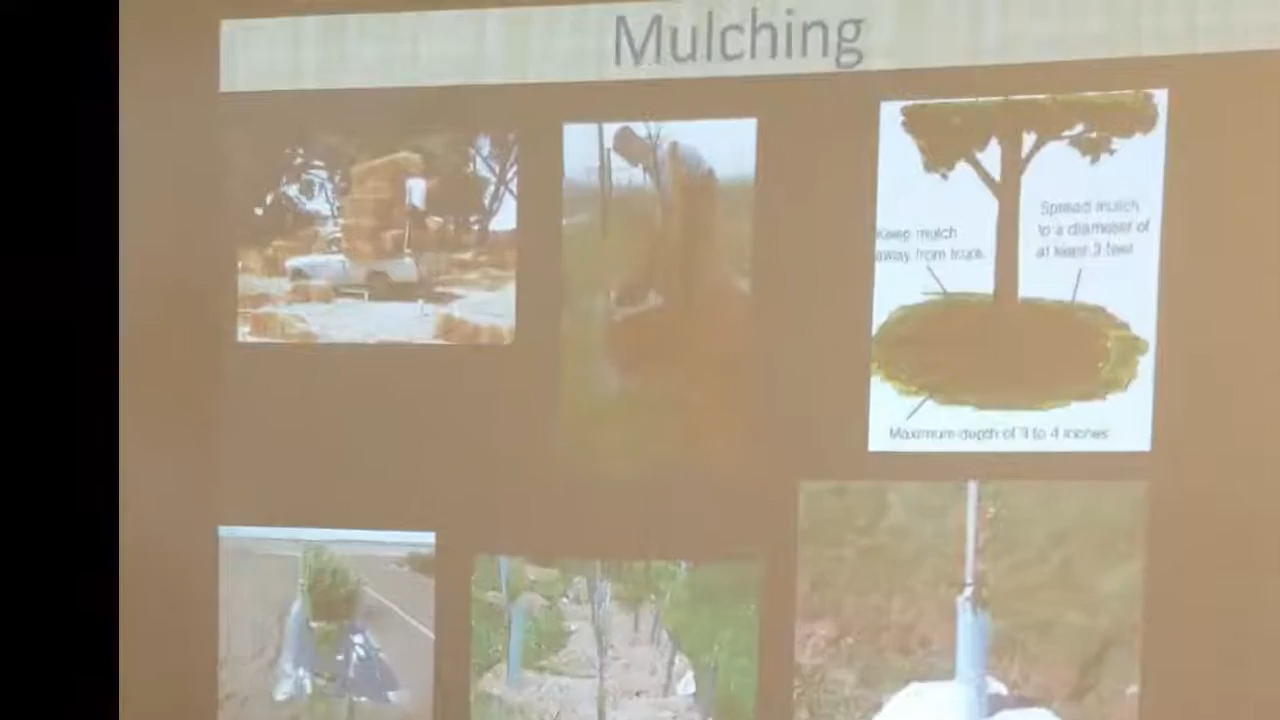 Mulching
Keep mulch
away from trunk.
Spread mulch
to a diameter of
at least 3 feet
Maximum depth of 3 to 4 inches